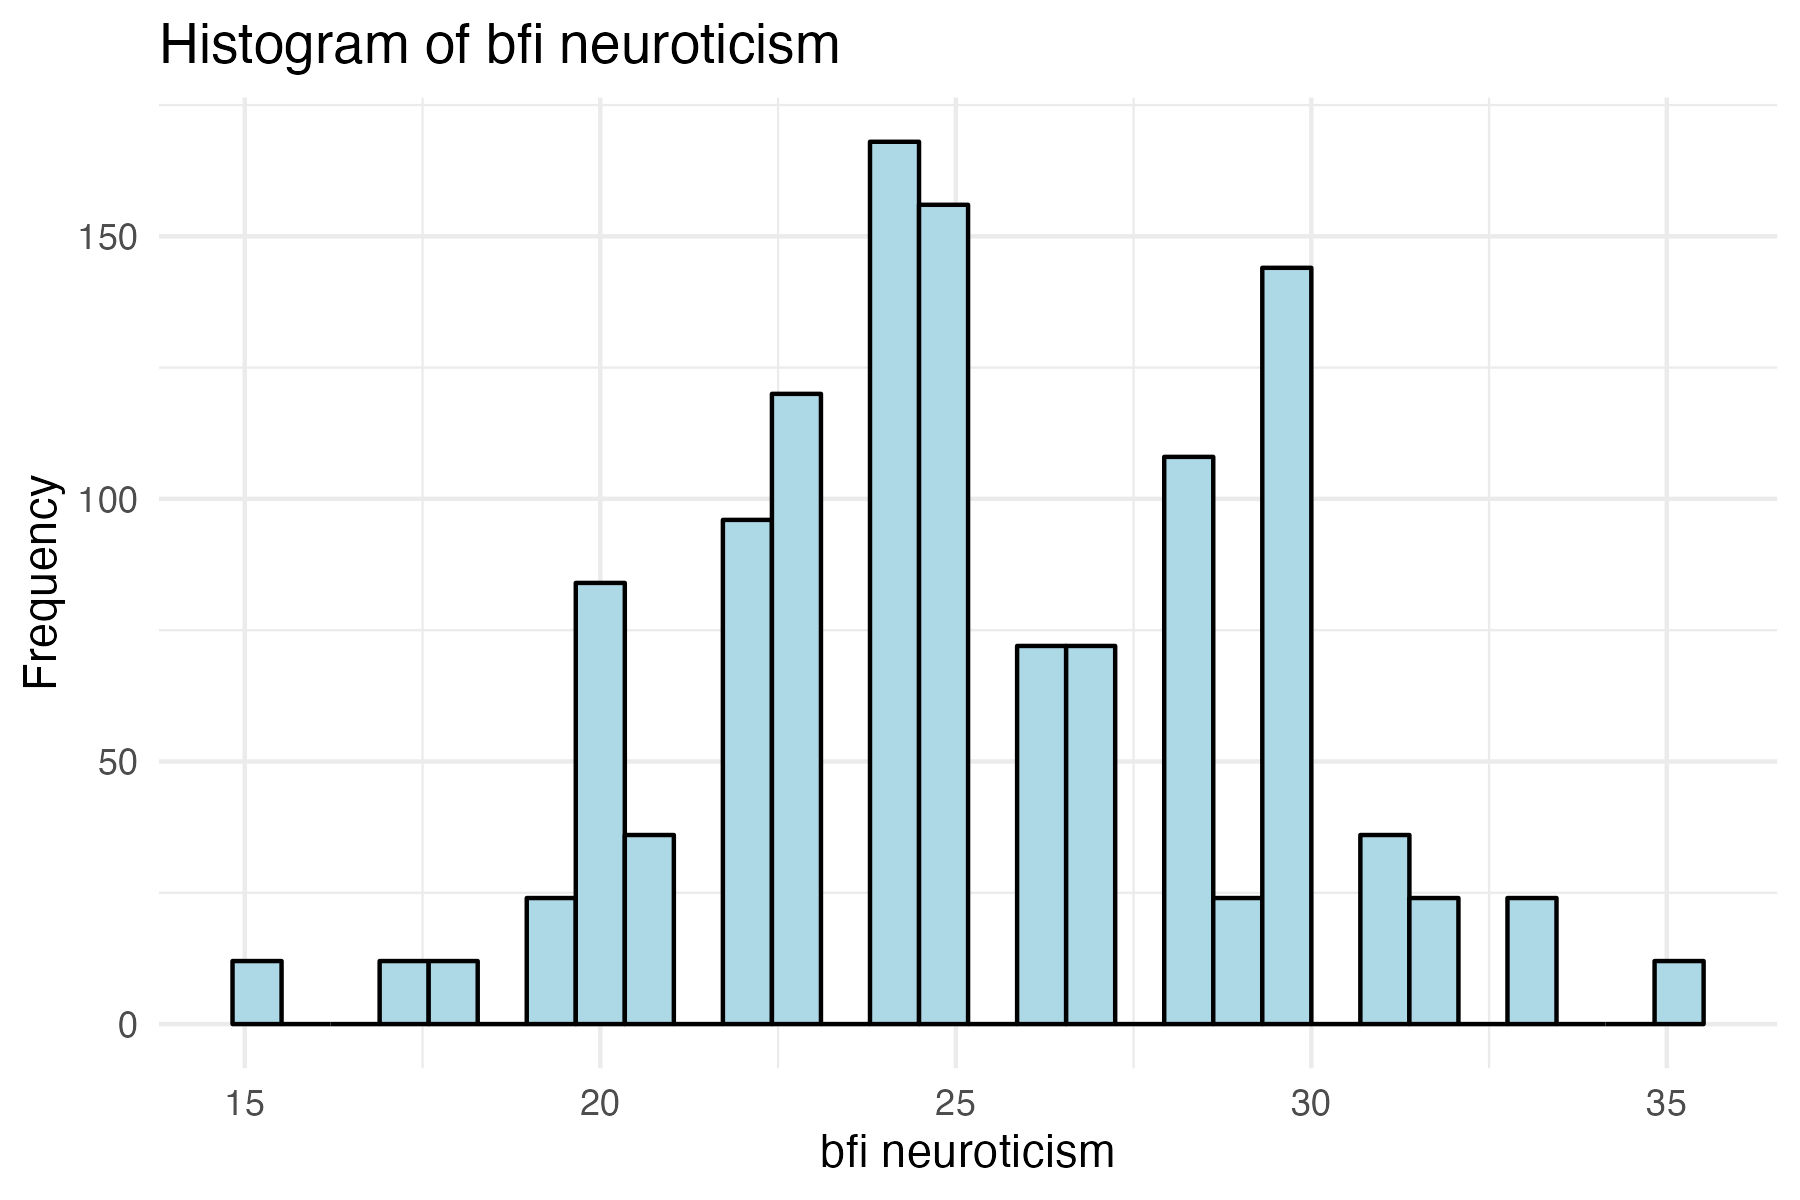 Histogram of bfi neuroticism
Frequency
150
100
50
0
15 20 25 30 35
bfi neuroticism